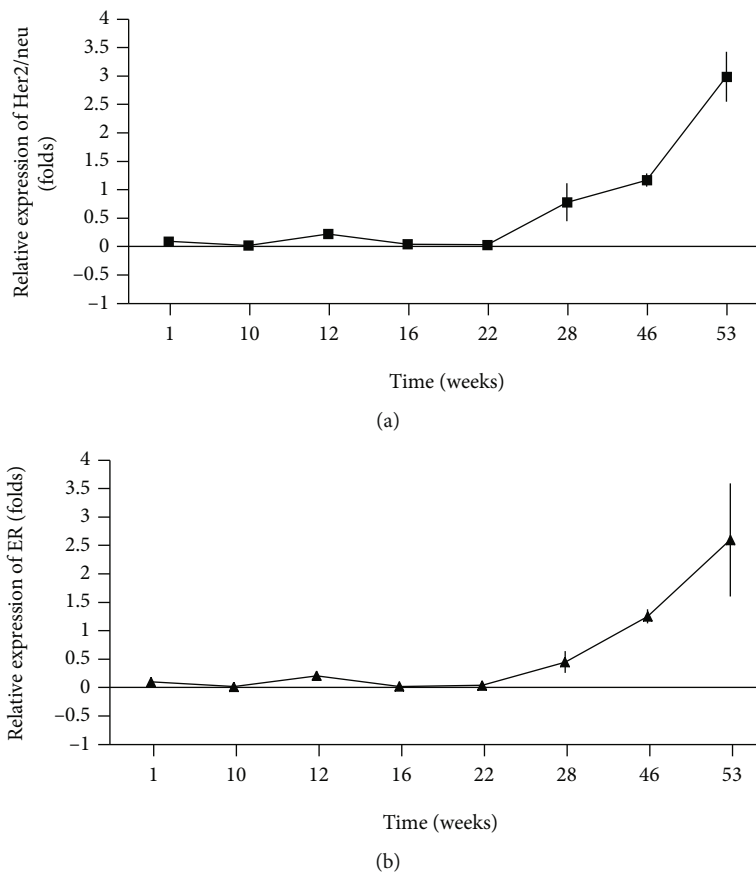 Relative expression of Her2/neu
(folds)
4
3.5
3
2.5
2
1.5
1
0.5
0
−0.5
−1
1 10 12 16 22 28 46 53
Time (weeks)
(a)
Relative expression of ER (folds)
4
3.5
3
2.5
2
1.5
1
0.5
0
−0.5
−1
1 10 12 16 22 28 46 53
Time (weeks)
(b)